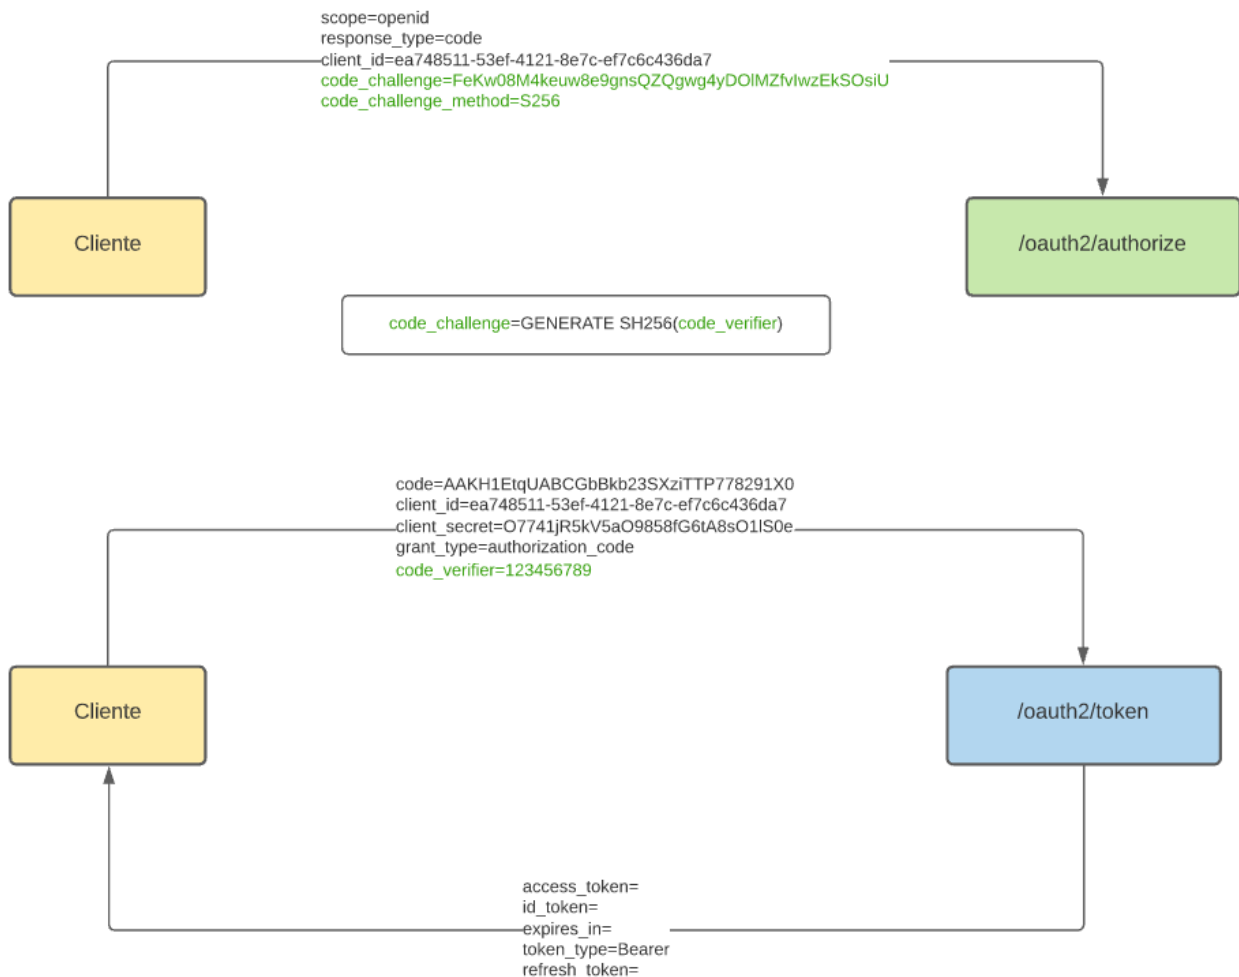 scope=openid
response_type=code
client_id=ea748511-53ef-4121-8e7c-ef7c6c436da7
code_challenge=FeKw08M4keuw8e9gnsQZQgwg4yDOlMZfvIwzEkSOsiU
code_challenge_method=S256
Cliente
/oauth2/authorize
code_challenge=GENERATE SH256(code_verifier)
code=AAKH1EtqUABCGbBkb23SXziTTP778291X0
client_id=ea748511-53ef-4121-8e7c-ef7c6c436da7
client_secret=O7741jR5kV5aO9858fG6tA8sO1lS0e
grant_type=authorization_code
code_verifier=123456789
Cliente
/oauth2/token
access_token=
id_token=
expires_in=
token_type=Bearer
refresh_token=